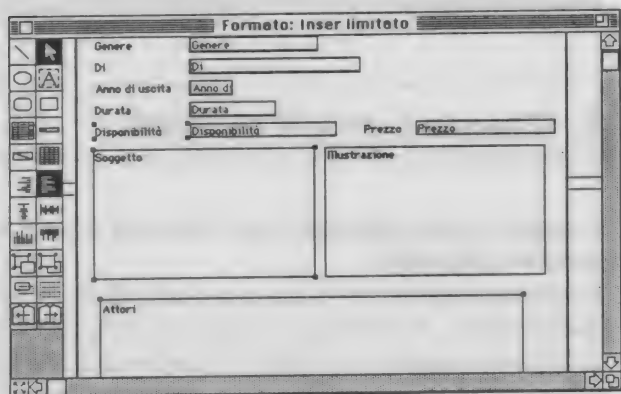 Formato: Inser limitato
Genere Genere
Di Di
Anno di uscita Anno di
Durata Durata
Disponibilità Disponibilità Prezzo Prezzo
Soggetto Illustrazione
Attori
A